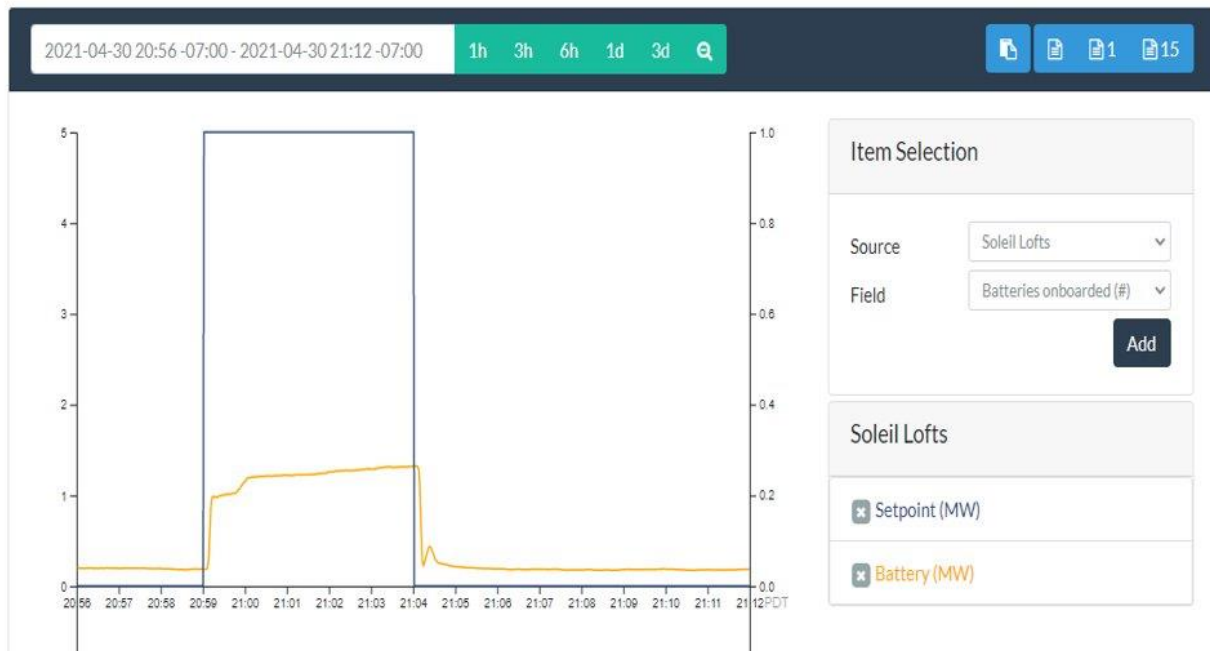 2021-04-30 20:56 -07:00 - 2021-04-30 21:12 -07:00 1h 3h 6h 1d 3d 1 15
5 1.0
4 0.8
3 0.6
2 0.4
1 0.2
0 0.0
20:56 20:57 20:58 20:59 21:00 21:01 21:02 21:03 21:04 21:05 21:06 21:07 21:08 21:09 21:10 21:11 21:12PDT
Item Selection
Source Soleil Lofts
Field Batteries onboarded (#)
Add
Soleil Lofts
Setpoint (MW)
Battery (MW)